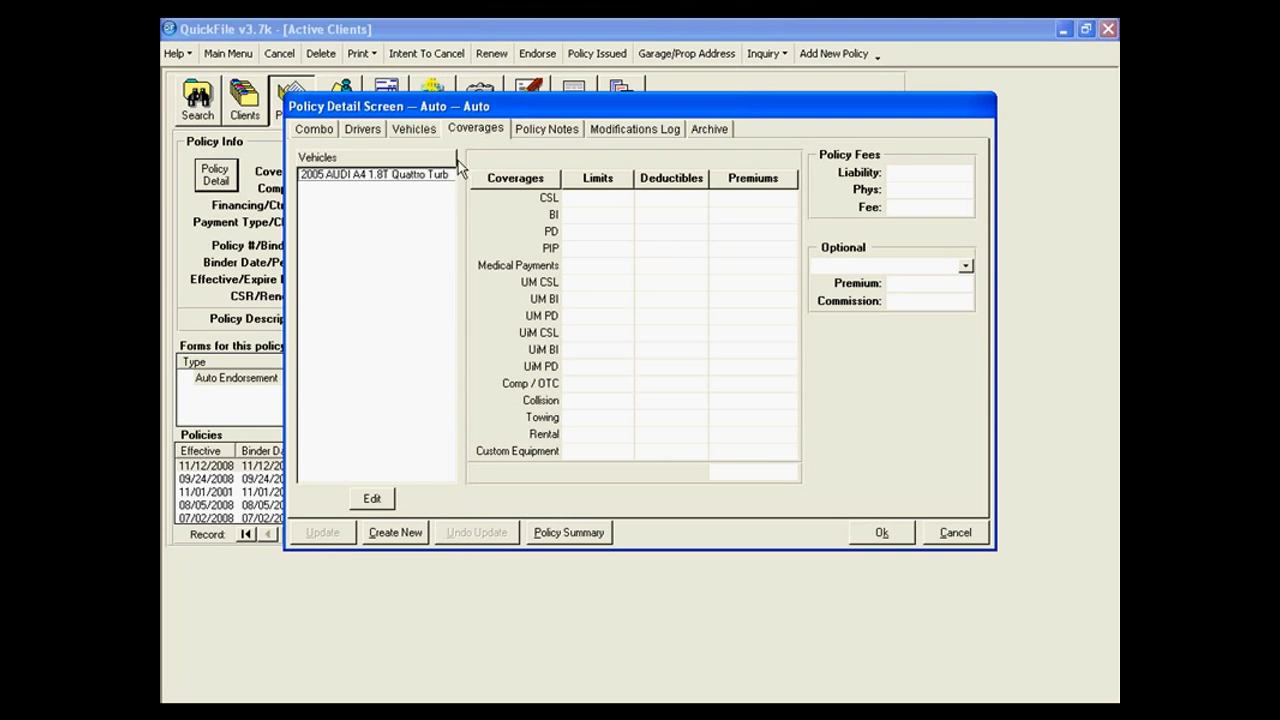 QuickFile v3.7k - [Active Clients]
Help Main Menu Cancel Delete Print Intent To Cancel Renew Endorse Policy Issued Garage/Prop Address Inquiry Add New Policy
Search Clients
Policy Detail Screen — Auto — Auto
Combo Drivers Vehicles Coverages Policy Notes Modifications Log Archive
Policy Info
Policy Detail
Financing/
Payment Type/
Policy #/Bind
Binder Date/
Effective/Expire
CSR/
Policy Descrip
Forms for this policy
Type
Auto Endorsement
Policies
Effective Binder
11/12/2008 11/12/20
09/24/2008 09/24/20
11/01/2001 11/01/20
08/05/2008 08/05/20
07/02/2008 07/02/20
Record:
Vehicles
2005 AUDI A4 1.8T Quattro Turb
Edit
Coverages Limits Deductibles Premiums
CSL
BI
PD
PIP
Medical Payments
UM CSL
UM BI
UM PD
UiM CSL
UiM BI
UiM PD
Comp / OTC
Collision
Towing
Rental
Custom Equipment
Policy Fees
Liability:
Phys:
Fee:
Optional
Premium:
Commission:
Update Create New Undo Update Policy Summary Ok Cancel